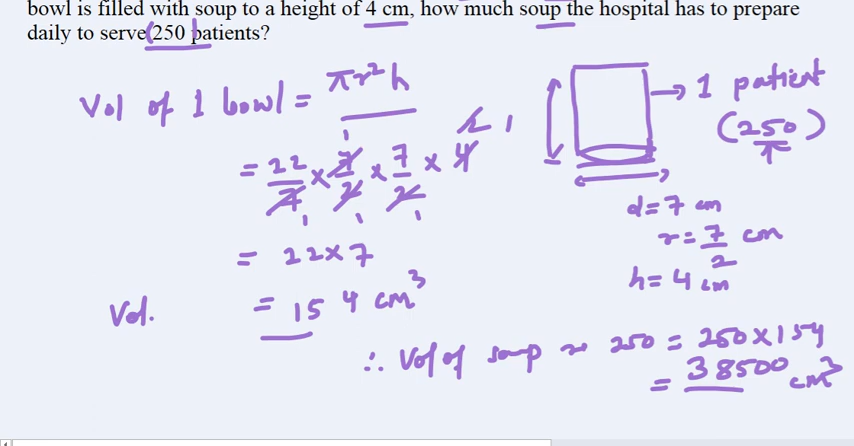 bowl is filled with soup to a height of 4 cm, how much soup the hospital has to prepare
daily to serve (250 patients?
Vol of 1 bowl = πr²h
→ 1 patient
(250)
= 22/7 × 7/2 × 7/2 × 4
d = 7 cm
r = 7/2 cm
h = 4 cm
= 22×7
Vol. = 154 cm³
∴ Vol of soup 250 = 250×154
= 38500 cm³